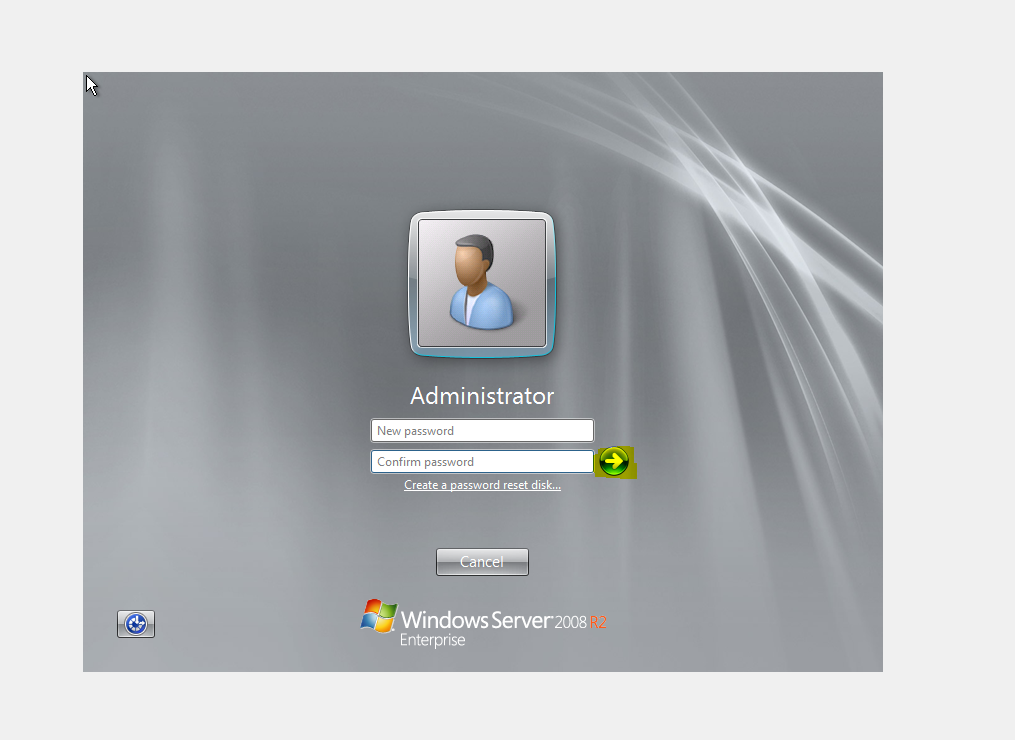 Administrator
New password
Confirm password
Create a password reset disk...
Cancel
Windows Server 2008 R2
Enterprise